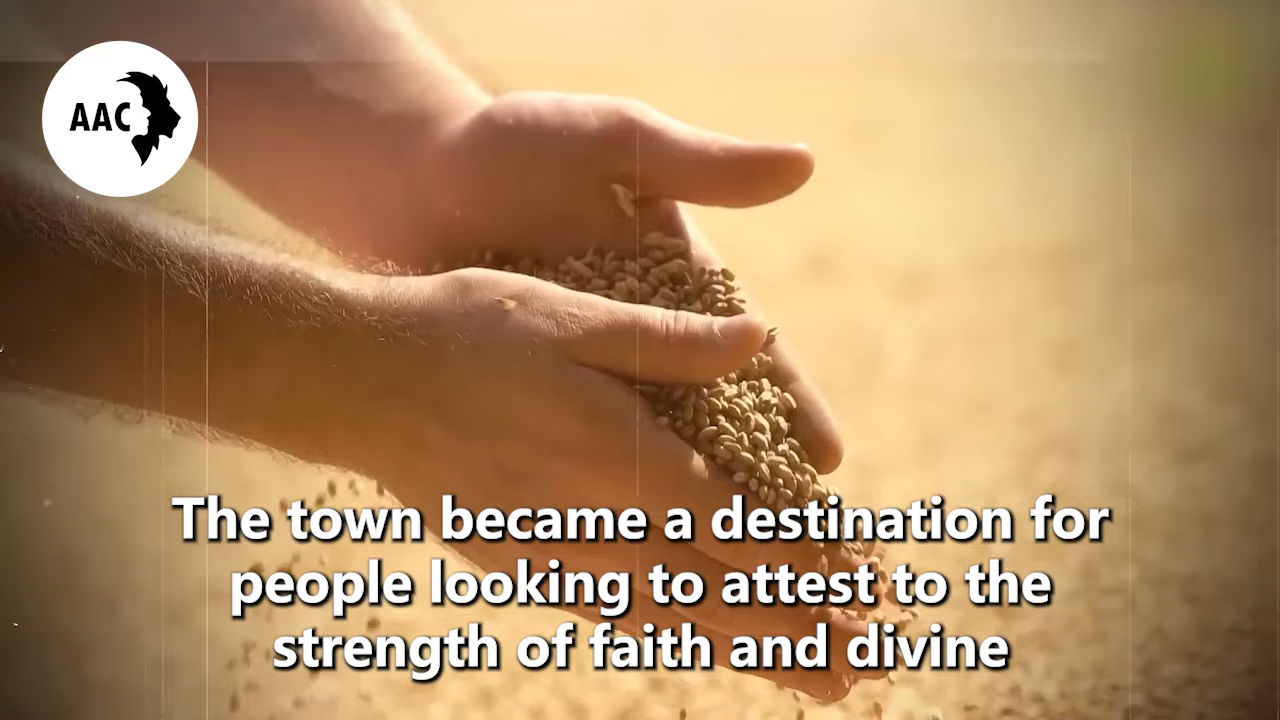 AAC
The town became a destination for
people looking to attest to the
strength of faith and divine